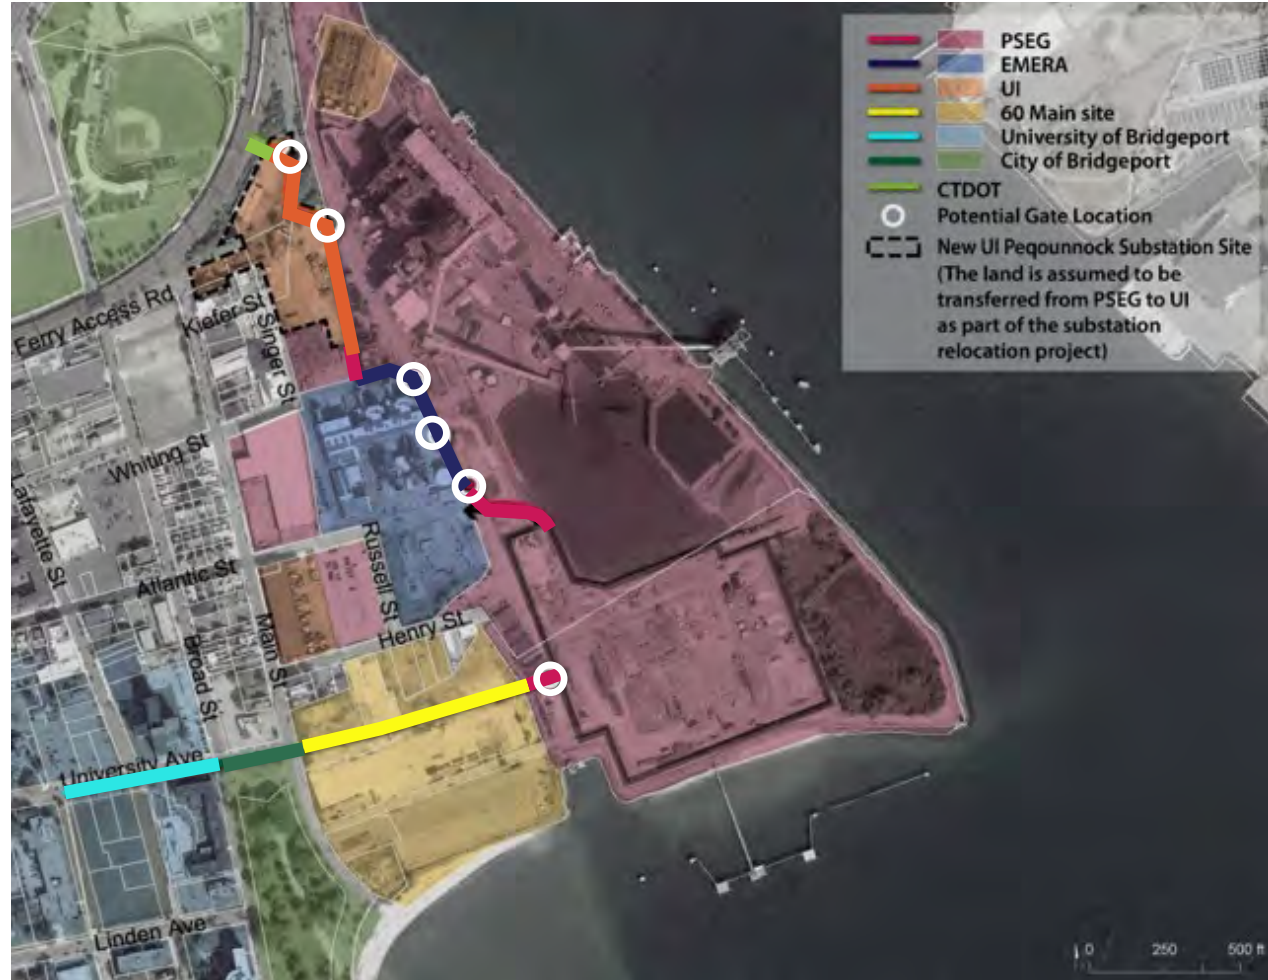 PSEG
EMERA
UI
60 Main site
University of Bridgeport
City of Bridgeport
CTDOT
Potential Gate Location
New UI Peqounnock Substation Site
(The land is assumed to be
transferred from PSEG to UI
as part of the substation
relocation project)
Ferry Access Rd
Kiefer St
Singer St
Whiting St
Lafayette St
Atlantic St
Russell St
Henry St
Main St
Broad St
University Ave
Linden Ave
0 250 500 ft